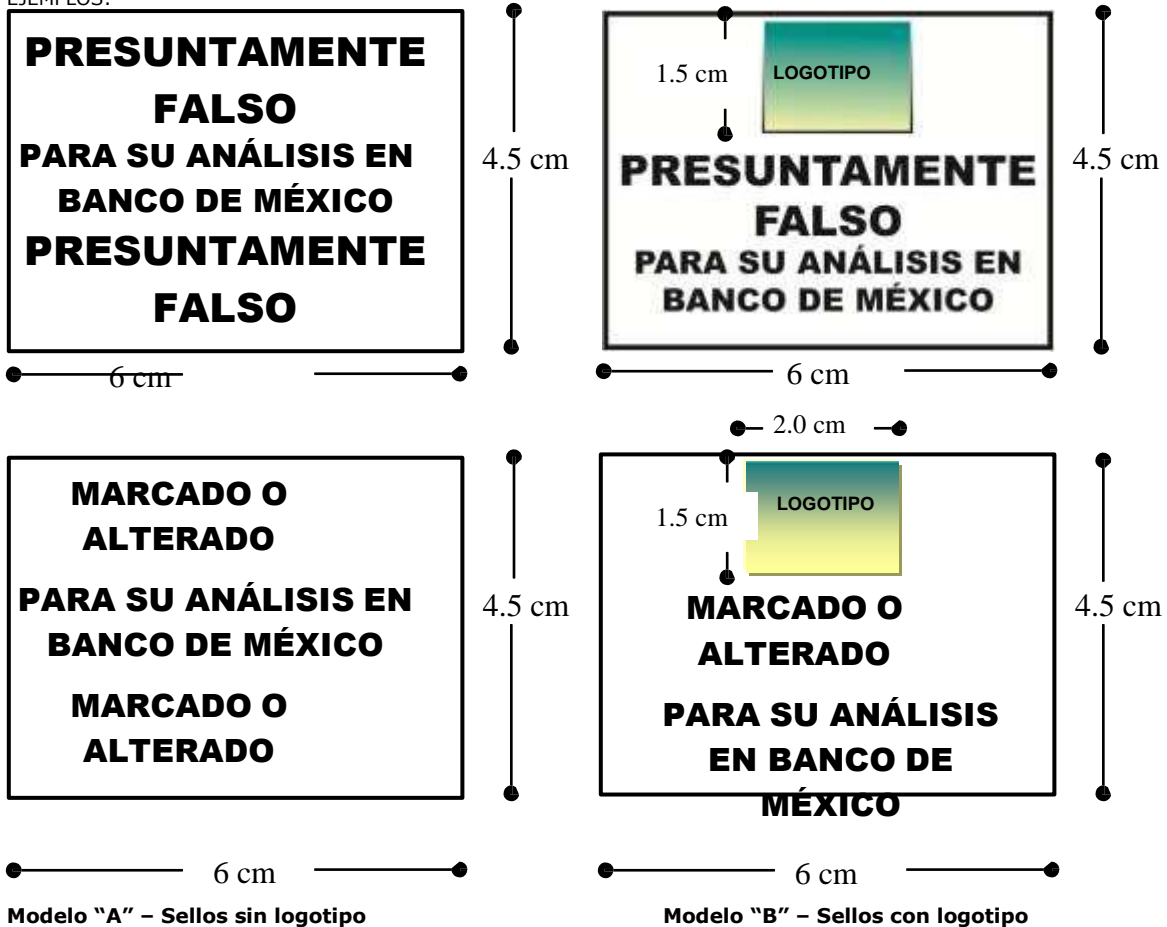 EJEMPLOS:
PRESUNTAMENTE
FALSO
PARA SU ANÁLISIS EN
BANCO DE MÉXICO
PRESUNTAMENTE
FALSO
4.5 cm
6 cm
1.5 cm
LOGOTIPO
PRESUNTAMENTE
FALSO
PARA SU ANÁLISIS EN
BANCO DE MÉXICO
4.5 cm
6 cm
MARCADO O
ALTERADO
PARA SU ANÁLISIS EN
BANCO DE MÉXICO
MARCADO O
ALTERADO
4.5 cm
6 cm
2.0 cm
1.5 cm
LOGOTIPO
MARCADO O
ALTERADO
PARA SU ANÁLISIS
EN BANCO DE
MÉXICO
4.5 cm
6 cm
Modelo “A” – Sellos sin logotipo
Modelo “B” – Sellos con logotipo